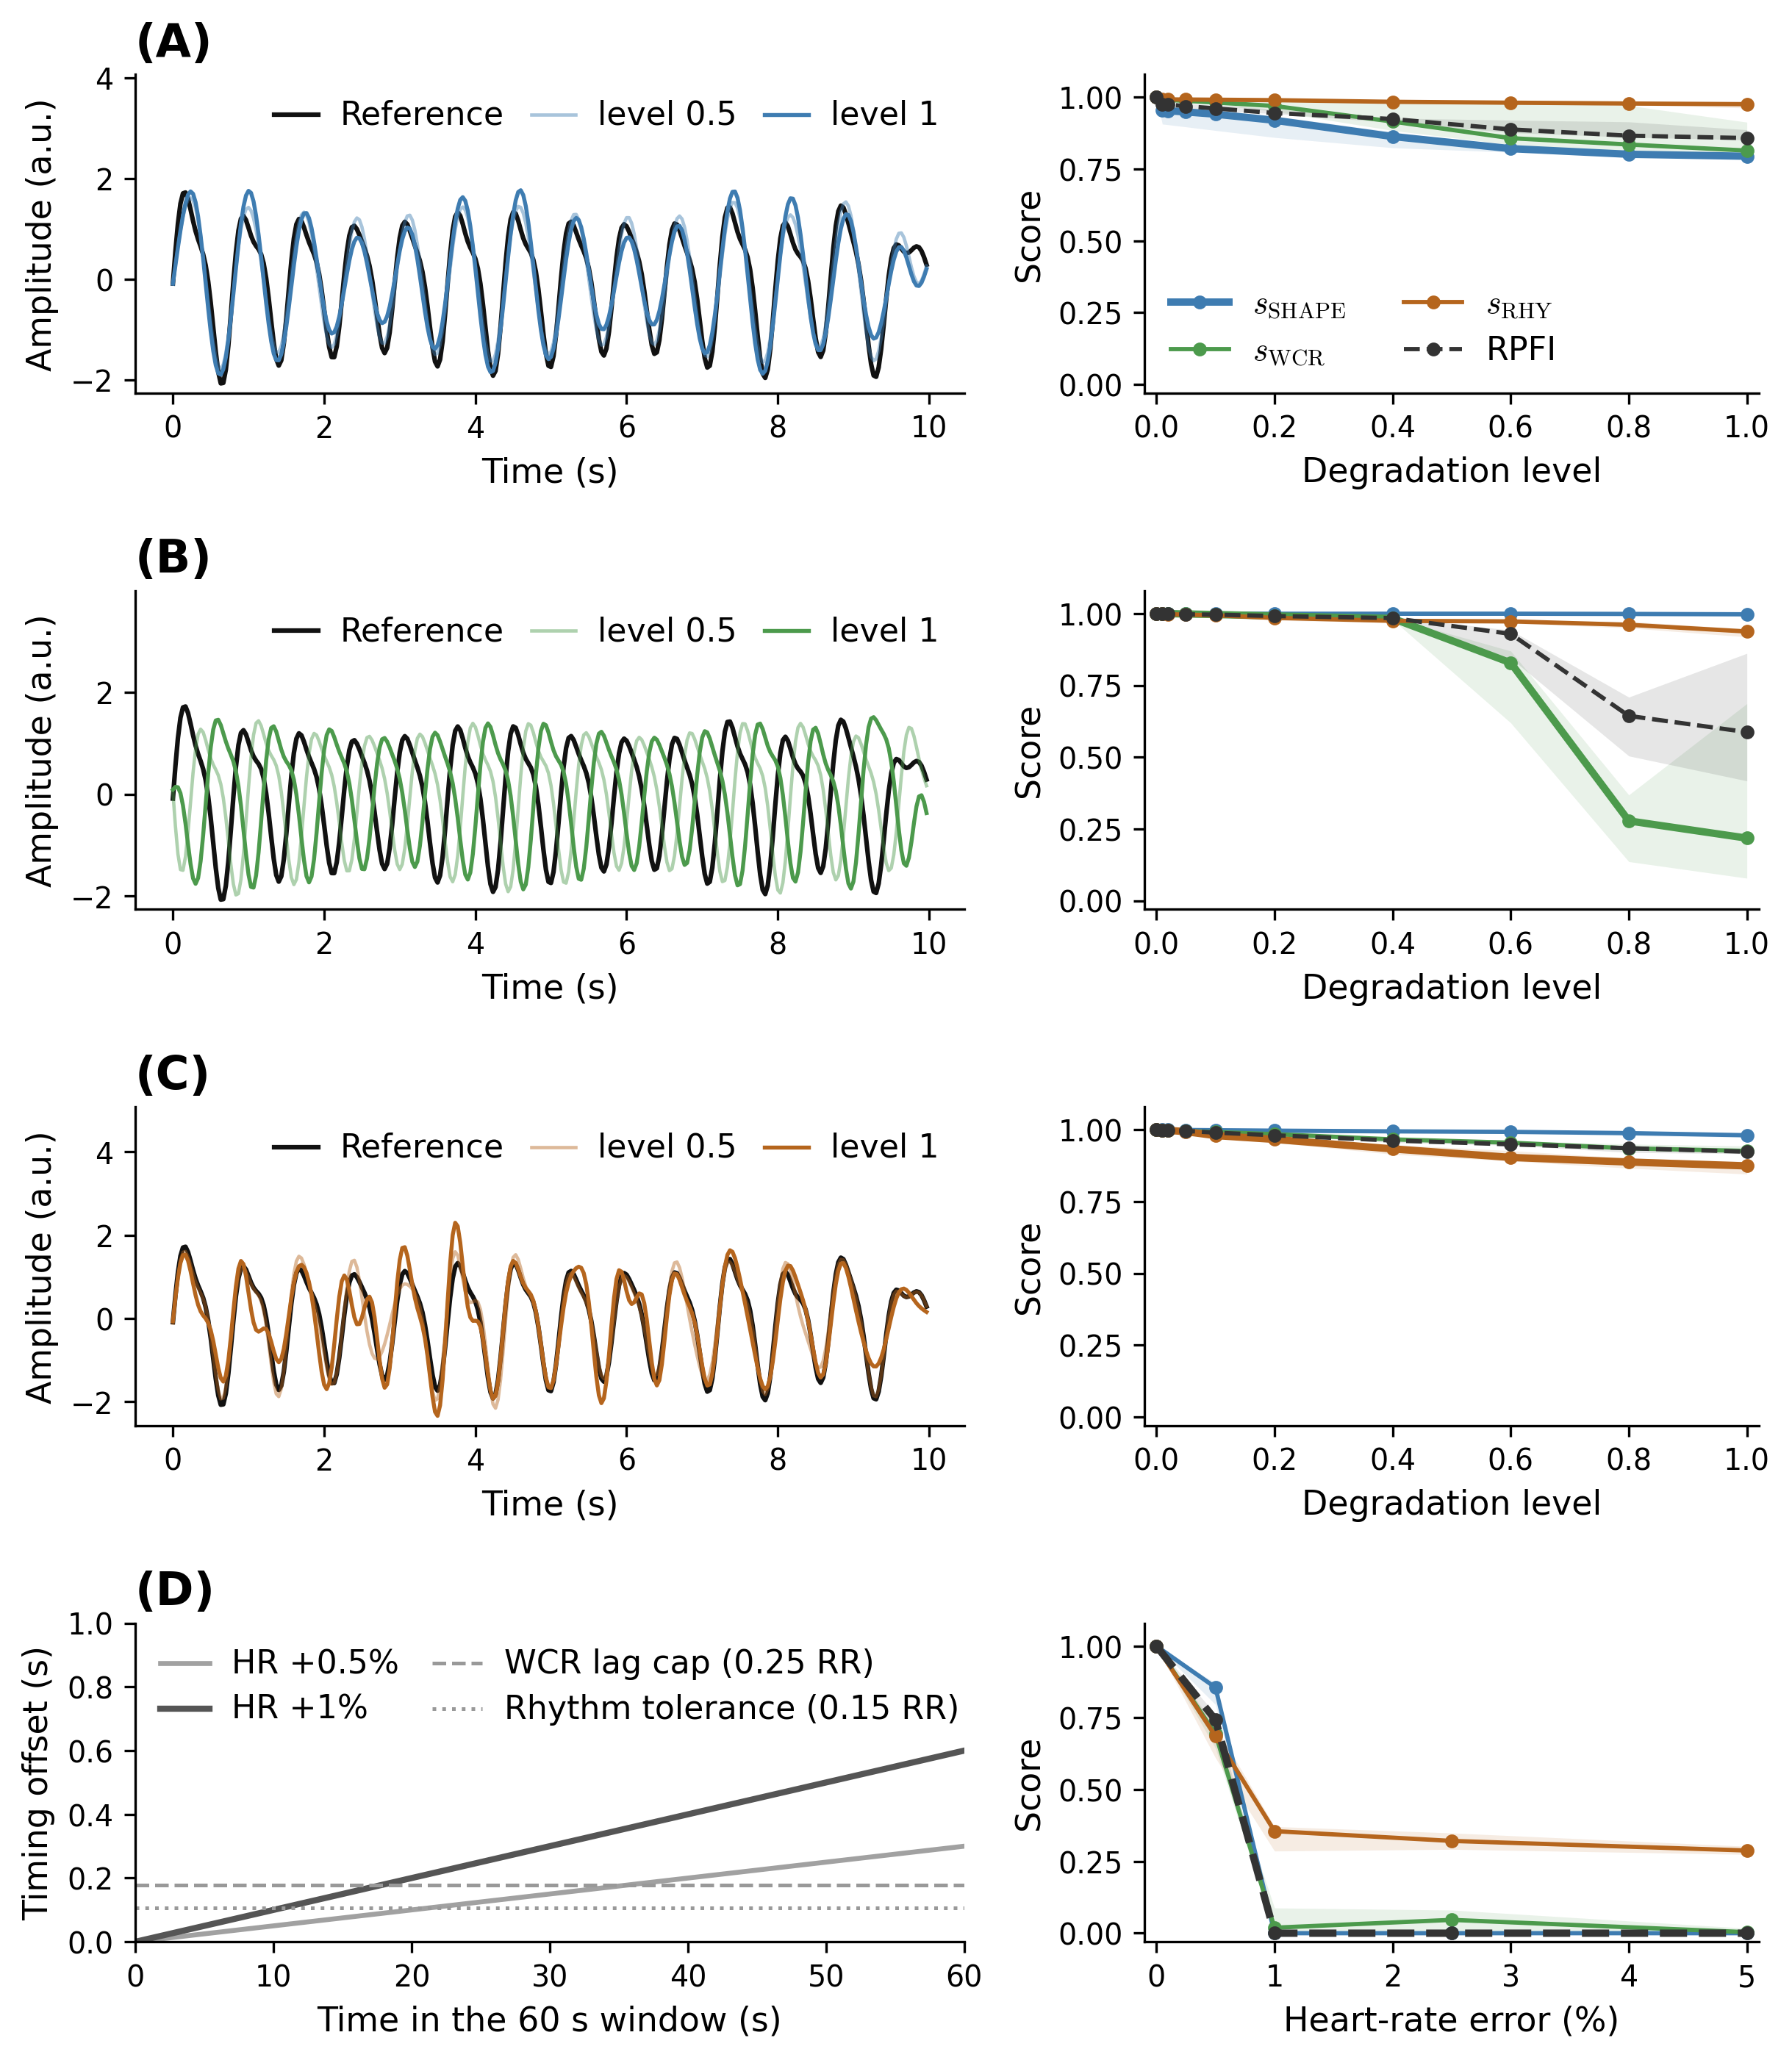 (A)
Amplitude (a.u.)
4
2
0
−2
Reference level 0.5 level 1
0 2 4 6 8 10
Time (s)
Score
1.00
0.75
0.50
0.25
0.00
sSHAPE sRHY
sWCR RPFI
0.0 0.2 0.4 0.6 0.8 1.0
Degradation level
(B)
Amplitude (a.u.)
2
0
−2
Reference level 0.5 level 1
0 2 4 6 8 10
Time (s)
Score
1.00
0.75
0.50
0.25
0.00
0.0 0.2 0.4 0.6 0.8 1.0
Degradation level
(C)
Amplitude (a.u.)
4
2
0
−2
Reference level 0.5 level 1
0 2 4 6 8 10
Time (s)
Score
1.00
0.75
0.50
0.25
0.00
0.0 0.2 0.4 0.6 0.8 1.0
Degradation level
(D)
Timing offset (s)
1.0
0.8
0.6
0.4
0.2
0.0
HR +0.5% WCR lag cap (0.25 RR)
HR +1% Rhythm tolerance (0.15 RR)
0 10 20 30 40 50 60
Time in the 60 s window (s)
Score
1.00
0.75
0.50
0.25
0.00
0 1 2 3 4 5
Heart-rate error (%)